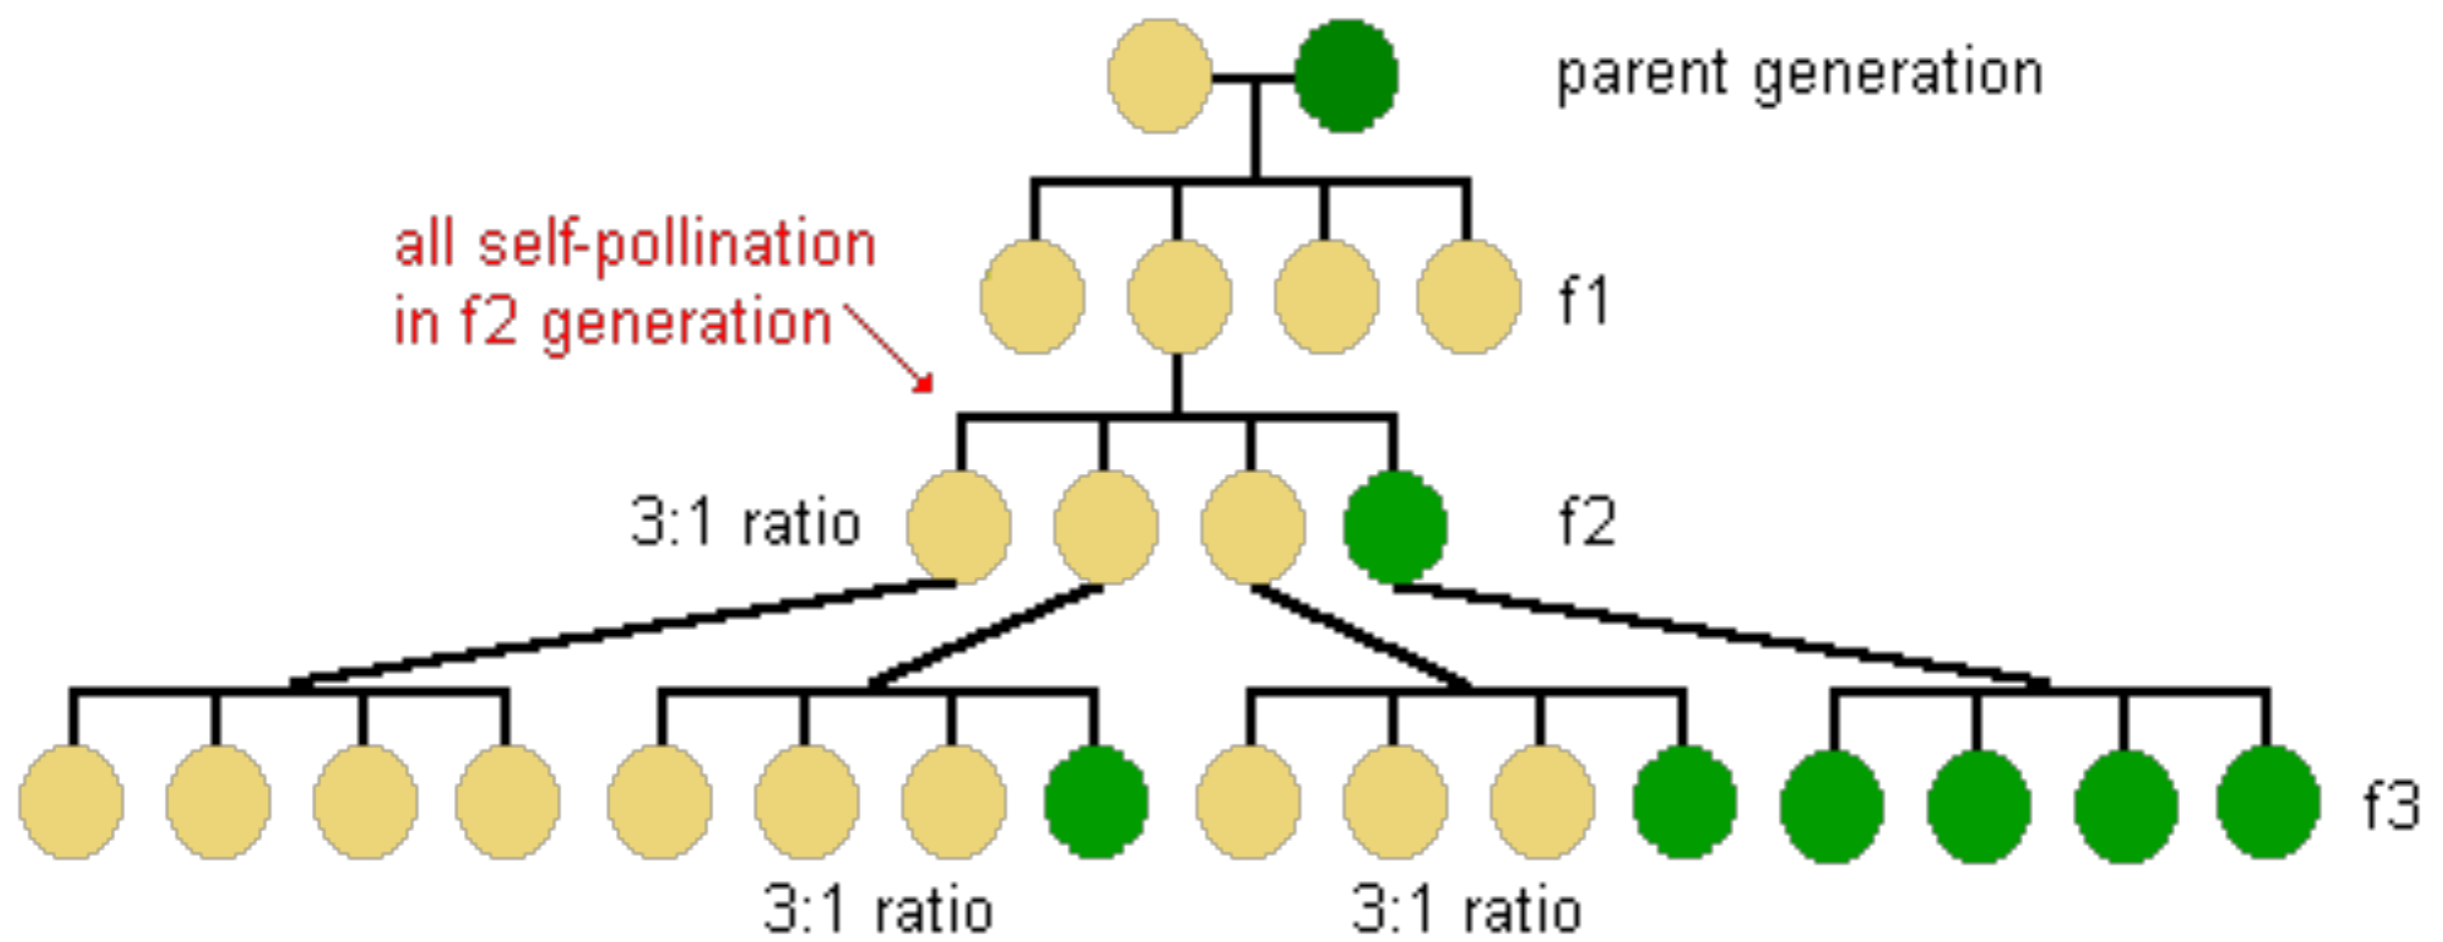 parent generation
all self-pollination
in f2 generation
f1
3:1 ratio
f2
f3
3:1 ratio
3:1 ratio